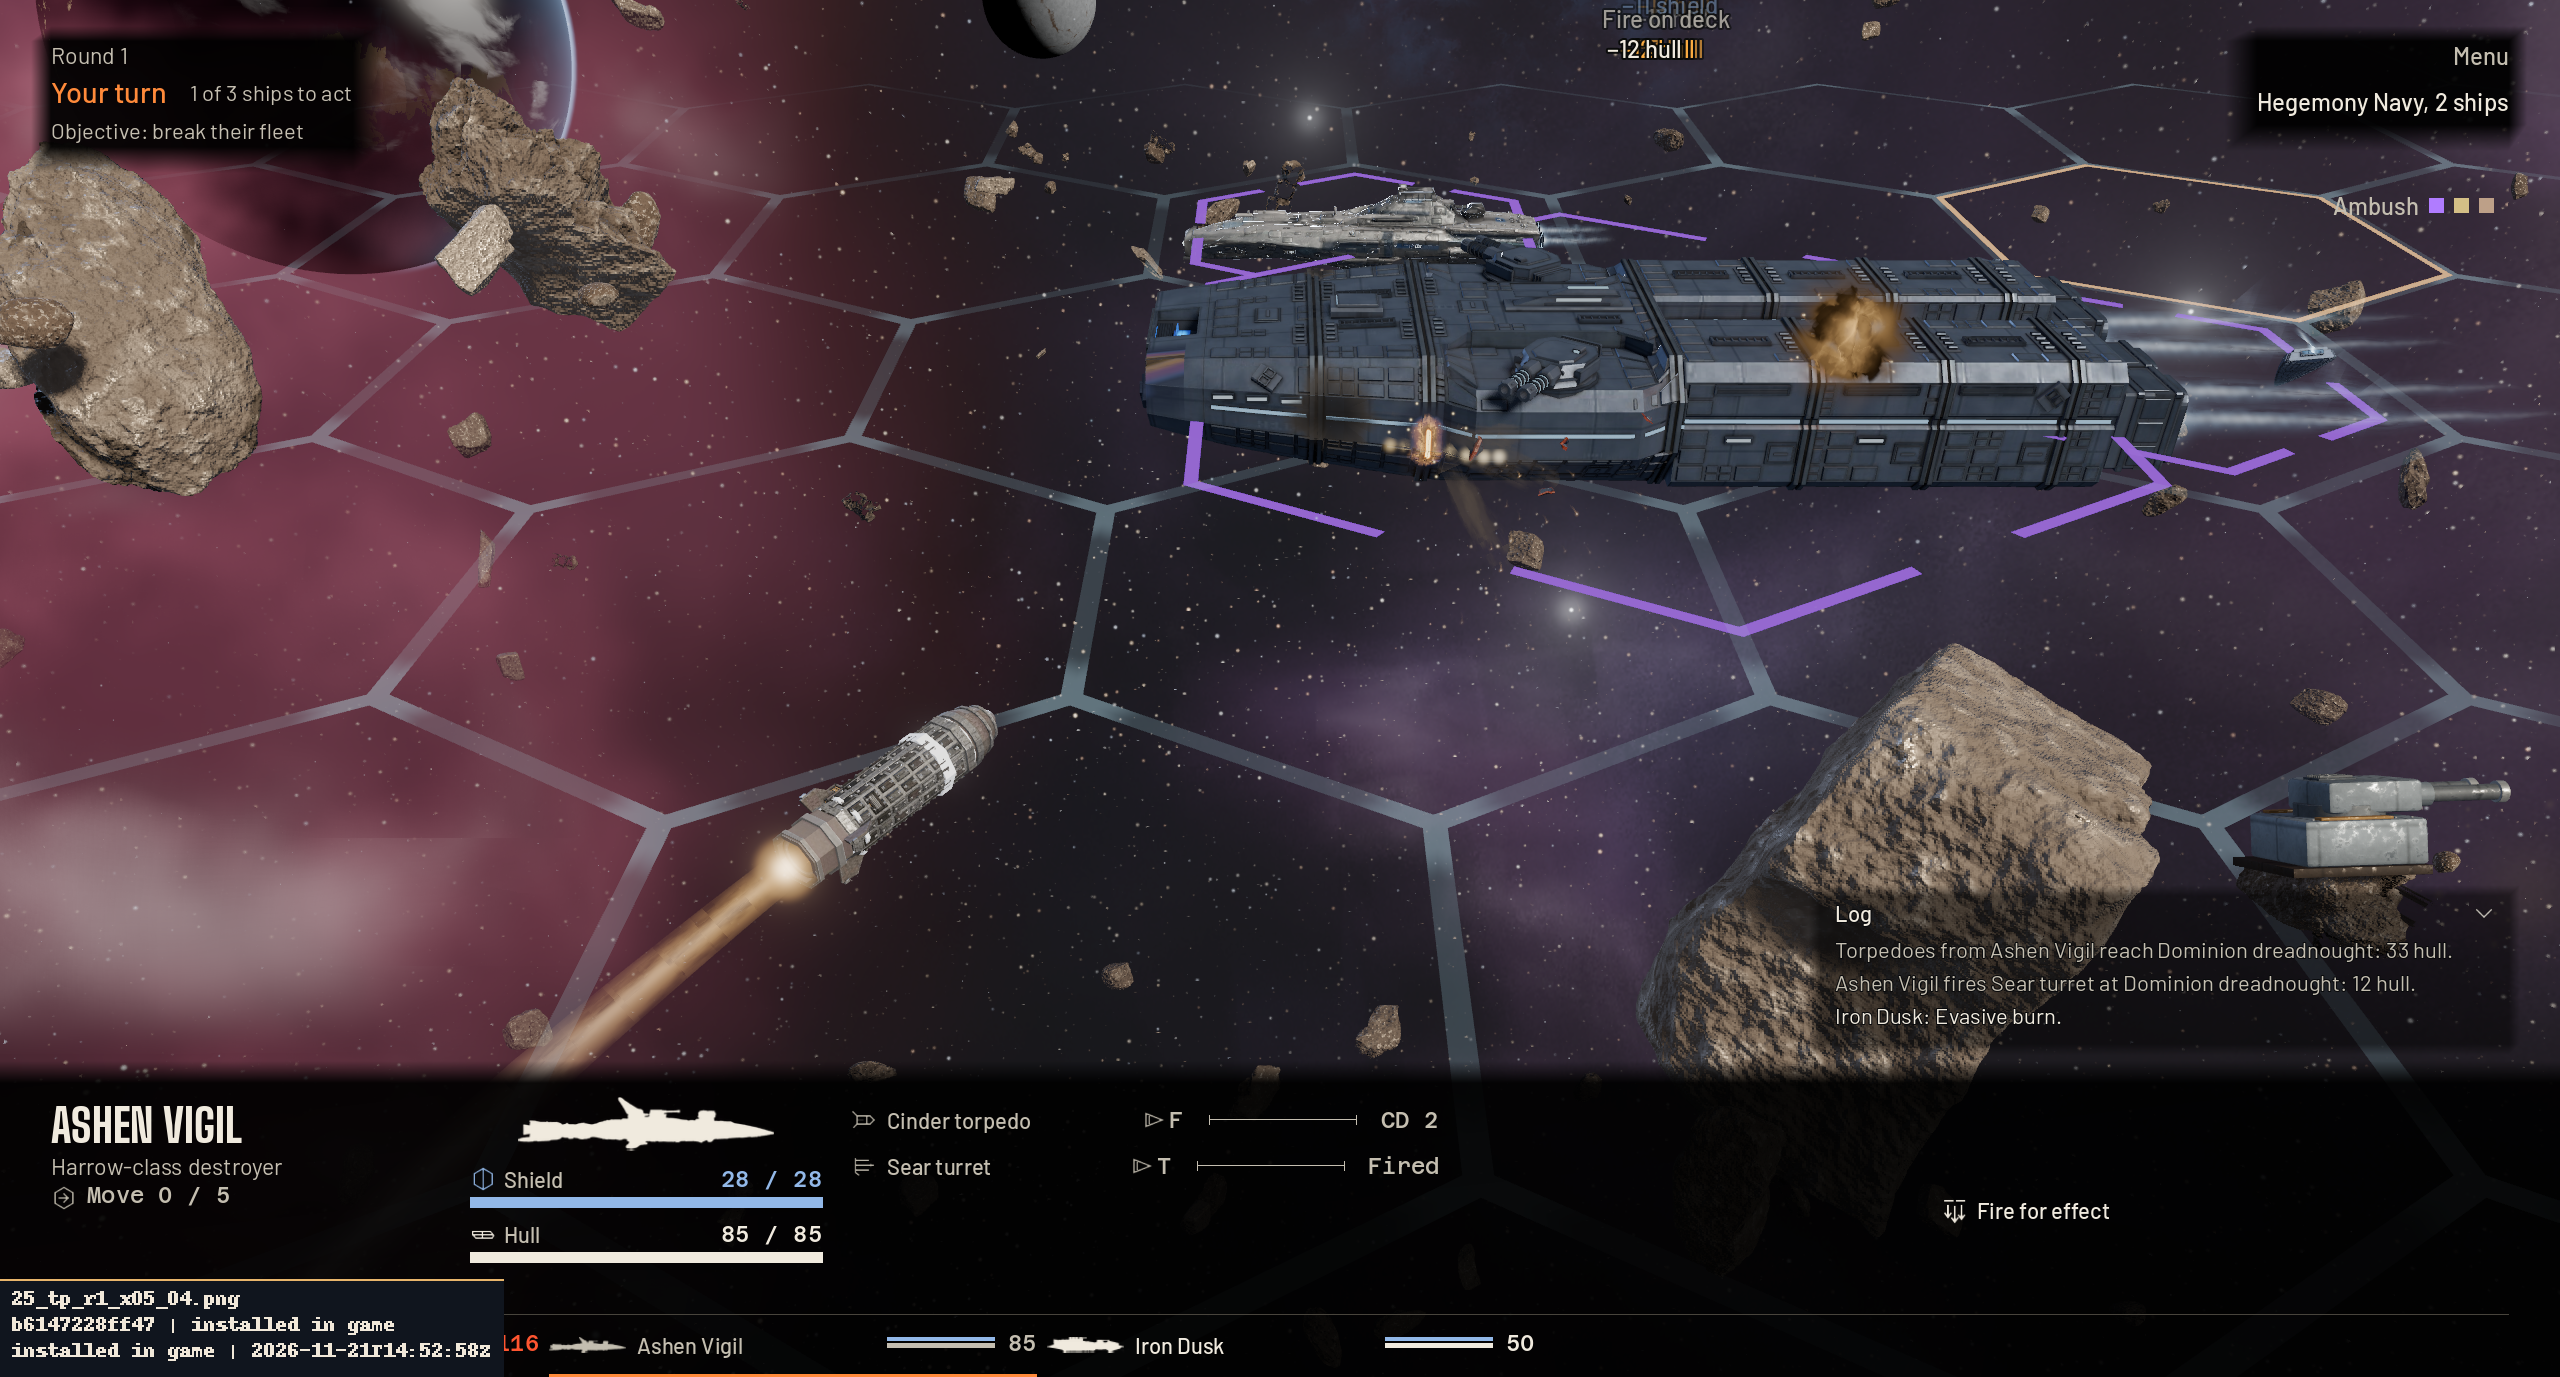 Round 1
Your turn 1 of 3 ships to act
Objective: break their fleet
Fire on deck
–12 hull
Menu
Hegemony Navy, 2 ships
Ambush
Log
Torpedoes from Ashen Vigil reach Dominion dreadnought: 33 hull.
Ashen Vigil fires Sear turret at Dominion dreadnought: 12 hull.
Iron Dusk: Evasive burn.
ASHEN VIGIL
Harrow-class destroyer
Move 0 / 5
Shield 28 / 28
Hull 85 / 85
Cinder torpedo F CD 2
Sear turret T Fired
Fire for effect
25_tp_r1_x05_04.png
b6147228ff47 | installed in game
installed in game | 2026-11-21T14:52:58Z
116 Ashen Vigil 85 Iron Dusk 50